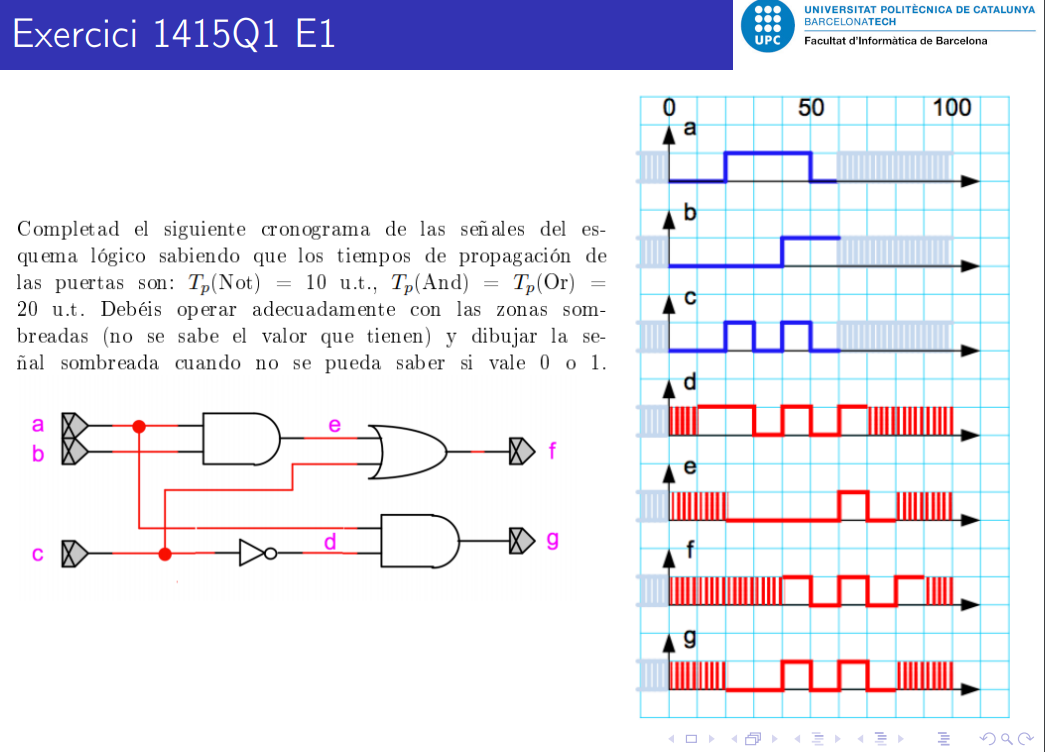 Exercici 1415Q1 E1
UNIVERSITAT POLITÈCNICA DE CATALUNYA
BARCELONATECH
UPC
Facultat d'Informàtica de Barcelona
Completad el siguiente cronograma de las señales del es-
quema lógico sabiendo que los tiempos de propagación de
las puertas son: Tp(Not) = 10 u.t., Tp(And) = Tp(Or) =
20 u.t. Debéis operar adecuadamente con las zonas som-
breadas (no se sabe el valor que tienen) y dibujar la se-
ñal sombreada cuando no se pueda saber si vale 0 o 1.
a
b
c
e
d
f
g
0 50 100
a
b
c
d
e
f
g